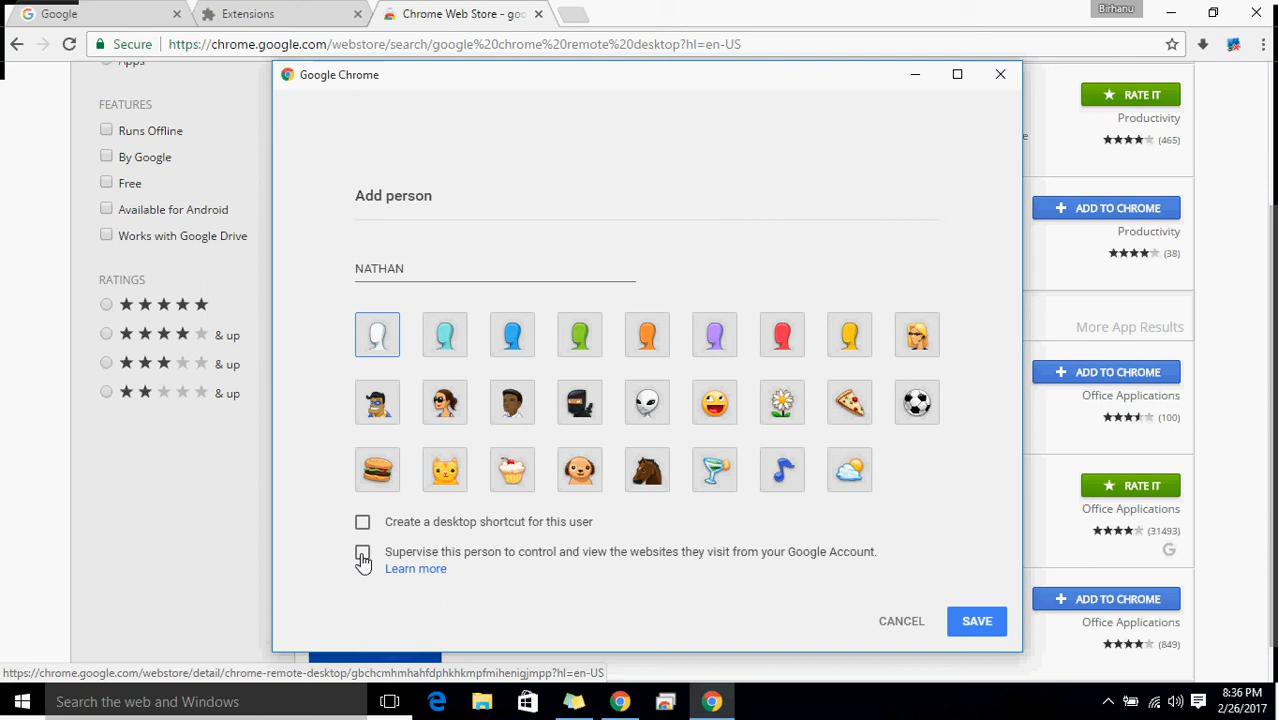 Google
Extensions
Chrome Web Store - goo
Birhanu
Secure
https://chrome.google.com/webstore/search/google%20chrome%20remote%20desktop?hl=en-US
Apps
FEATURES
Runs Offline
By Google
Free
Available for Android
Works with Google Drive
RATINGS
& up
& up
& up
Google Chrome
Add person
NATHAN
Create a desktop shortcut for this user
Supervise this person to control and view the websites they visit from your Google Account.
Learn more
CANCEL
SAVE
RATE IT
Productivity
(465)
ADD TO CHROME
Productivity
(38)
More App Results
ADD TO CHROME
Office Applications
(100)
RATE IT
Office Applications
(31493)
ADD TO CHROME
Office Applications
(849)
https://chrome.google.com/webstore/detail/chrome-remote-desktop/gbchcmhmhahfdphkhkmpfmihenigjmpp?hl=en-US
Search the web and Windows
8:36 PM
2/26/2017